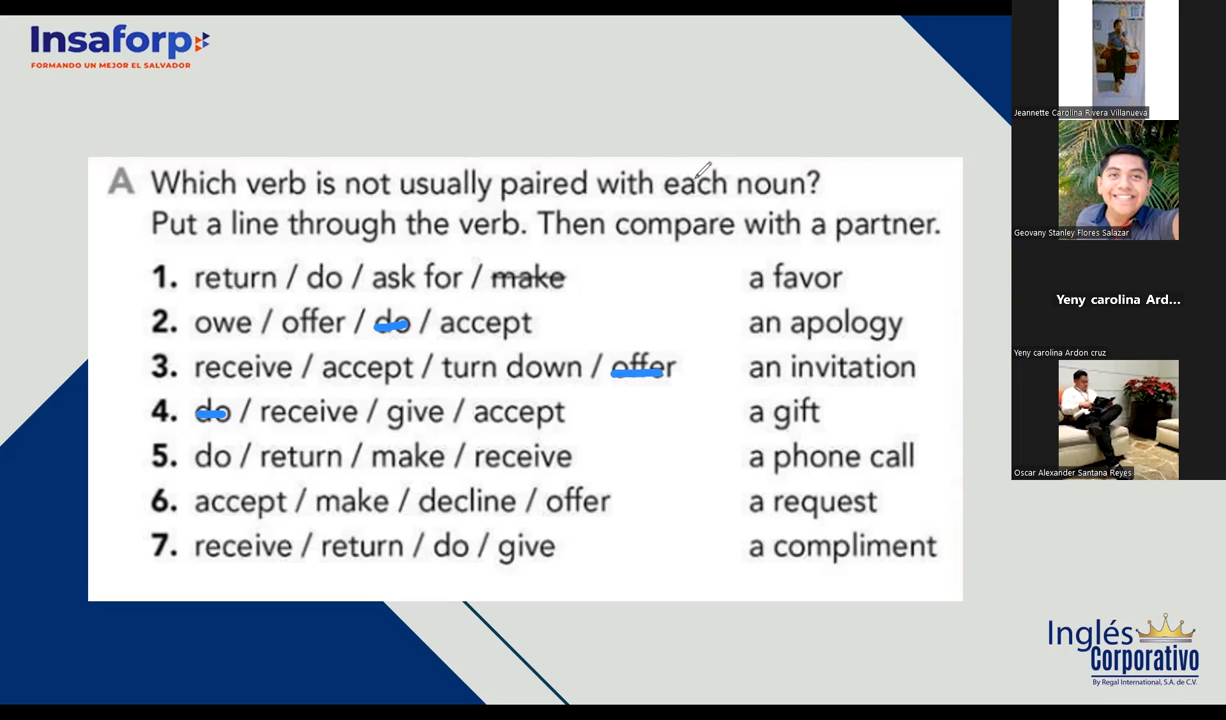 Insaforp
FORMANDO UN MEJOR EL SALVADOR
A Which verb is not usually paired with each noun?
Put a line through the verb. Then compare with a partner.
1. return / do / ask for / make a favor
2. owe / offer / do / accept an apology
3. receive / accept / turn down / offer an invitation
4. do / receive / give / accept a gift
5. do / return / make / receive a phone call
6. accept / make / decline / offer a request
7. receive / return / do / give a compliment
Jeannette Carolina Rivera Villanueva
Geovany Stanley Flores Salazar
Yeny carolina Ard...
Yeny carolina Ardon cruz
Oscar Alexander Santana Reyes
Inglés
Corporativo
By Regal International, S.A. de C.V.